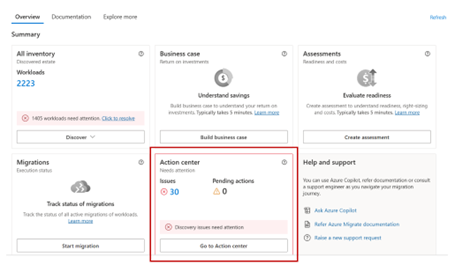 Overview Documentation Explore more
Refresh
Summary
All inventory
Discovered estate
Workloads
2223
1405 workloads need attention. Click to resolve
Discover
Business case
Return on investments
Understand savings
Build business case to understand your return on
investments. Typically takes 5 minutes. Learn more
Build business case
Assessments
Readiness and costs
Evaluate readiness
Create assessment to understand readiness, right-sizing
and costs. Typically takes 5 minutes. Learn more
Create assessment
Migrations
Execution status
Track status of migrations
Track the status of all active migrations of workloads.
Learn more
Start migration
Action center
Needs attention
Issues
30
Pending actions
0
Discovery issues need attention
Go to Action center
Help and support
You can use Azure Copilot, refer documentation or consult
a support engineer as you navigate your migration
journey.
Ask Azure Copilot
Refer Azure Migrate documentation
Raise a new support request